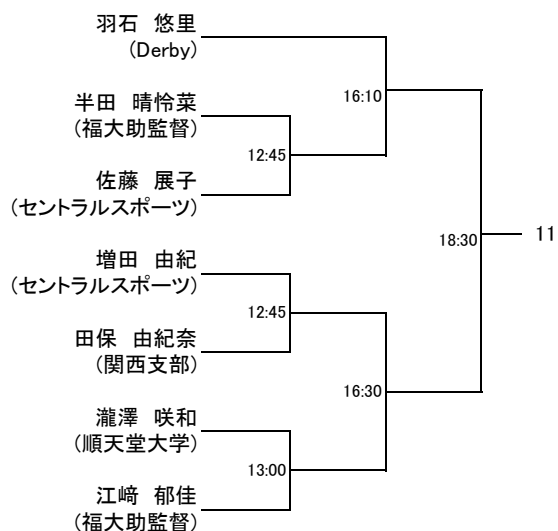 羽石　悠里
(Derby)
16:10
半田　晴怜菜
(福大助監督)
12:45
佐藤　展子
(セントラルスポーツ)
18:30
11
増田　由紀
(セントラルスポーツ)
12:45
田保　由紀奈
(関西支部)
16:30
瀧澤　咲和
(順天堂大学)
13:00
江﨑　郁佳
(福大助監督)